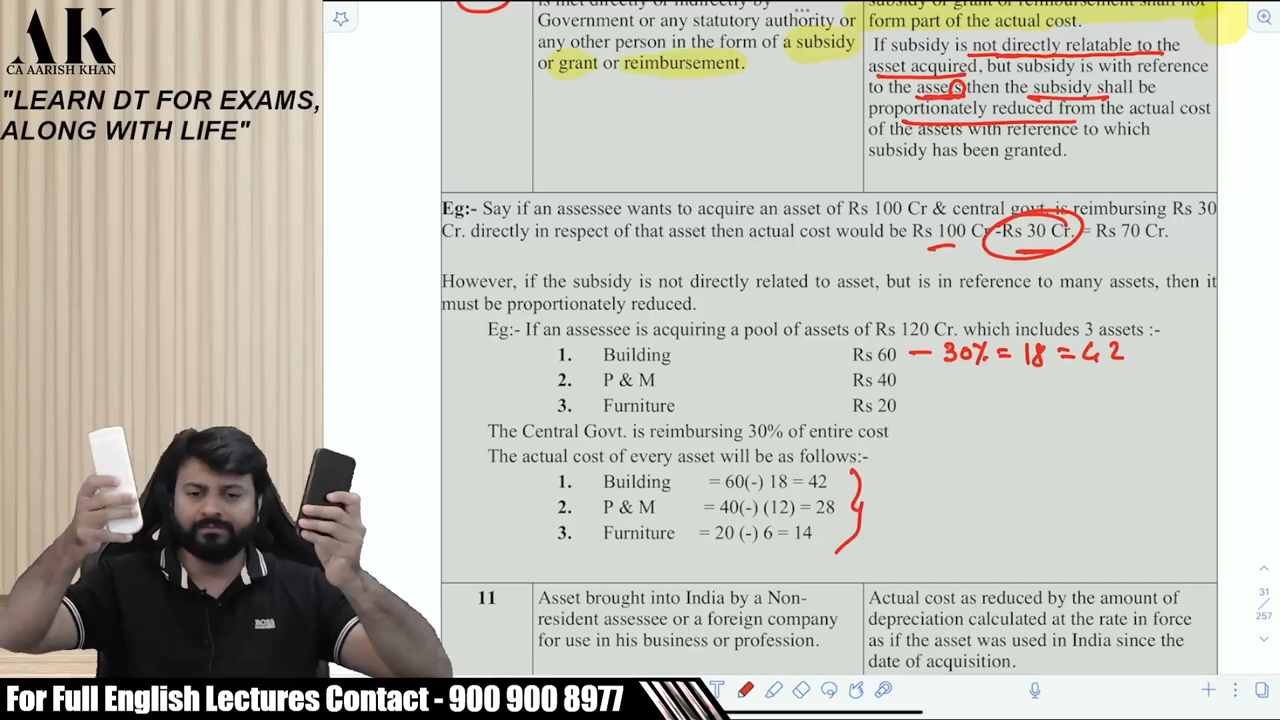 AK
CA AARISH KHAN
"LEARN DT FOR EXAMS,
ALONG WITH LIFE"
is met directly or indirectly by
Government or any statutory authority or
any other person in the form of a subsidy
or grant or reimbursement.
subsidy or grant or reimbursement shall not
form part of the actual cost.
If subsidy is not directly relatable to the
asset acquired, but subsidy is with reference
to the assets then the subsidy shall be
proportionately reduced from the actual cost
of the assets with reference to which
subsidy has been granted.
Eg:- Say if an assessee wants to acquire an asset of Rs 100 Cr & central govt. is reimbursing Rs 30
Cr. directly in respect of that asset then actual cost would be Rs 100 Cr -Rs 30 Cr. = Rs 70 Cr.
However, if the subsidy is not directly related to asset, but is in reference to many assets, then it
must be proportionately reduced.
Eg:- If an assessee is acquiring a pool of assets of Rs 120 Cr. which includes 3 assets :-
1. Building Rs 60 — 30% = 18 = 42
2. P & M Rs 40
3. Furniture Rs 20
The Central Govt. is reimbursing 30% of entire cost
The actual cost of every asset will be as follows:-
1. Building = 60(-) 18 = 42
2. P & M = 40(-) (12) = 28
3. Furniture = 20 (-) 6 = 14
11
Asset brought into India by a Non-
resident assessee or a foreign company
for use in his business or profession.
Actual cost as reduced by the amount of
depreciation calculated at the rate in force
as if the asset was used in India since the
date of acquisition.
31
257
BOSS
For Full English Lectures Contact - 900 900 8977